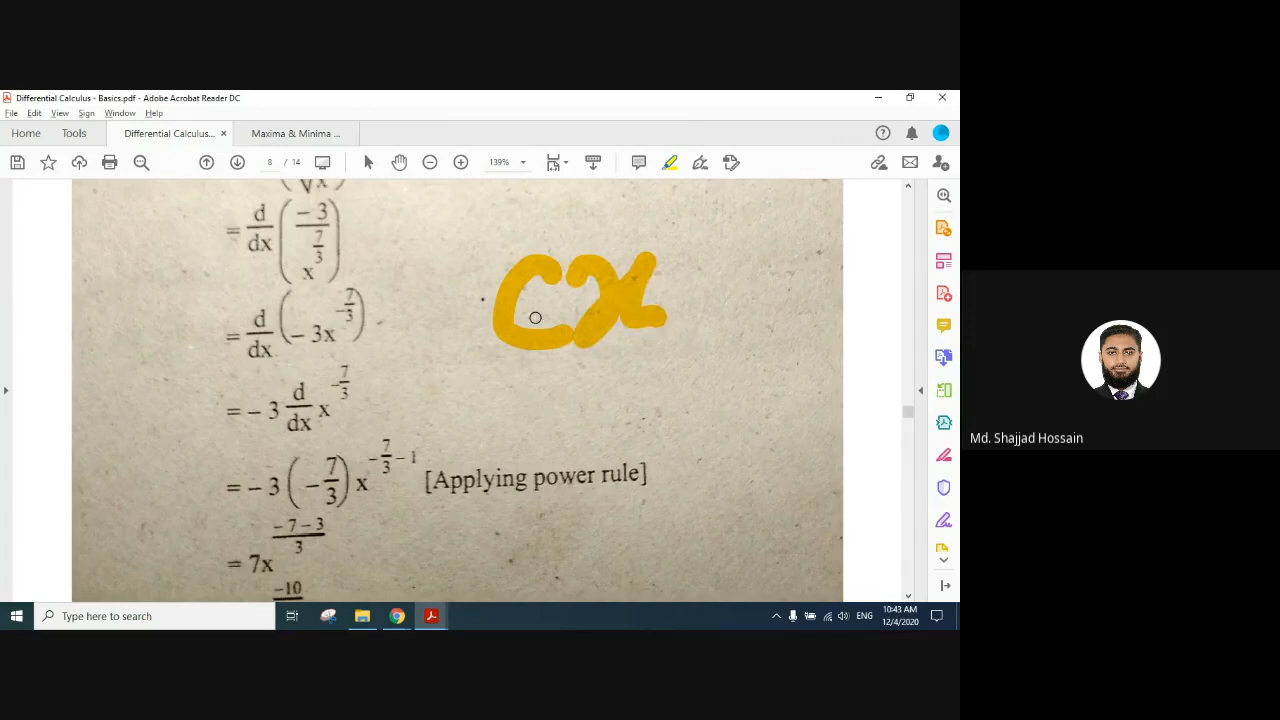 Differential Calculus - Basics.pdf - Adobe Acrobat Reader DC
File Edit View Sign Window Help
Home Tools Differential Calculus... × Maxima & Minima ...
8 / 14 139%
= d/dx (-3 / x^(7/3))
= d/dx (-3x^(-7/3))
= -3 d/dx x^(-7/3)
= -3 (-7/3) x^(-7/3 - 1) [Applying power rule]
= 7x^((-7-3)/3)
-10
cx
Md. Shajjad Hossain
Type here to search
ENG
10:43 AM
12/4/2020